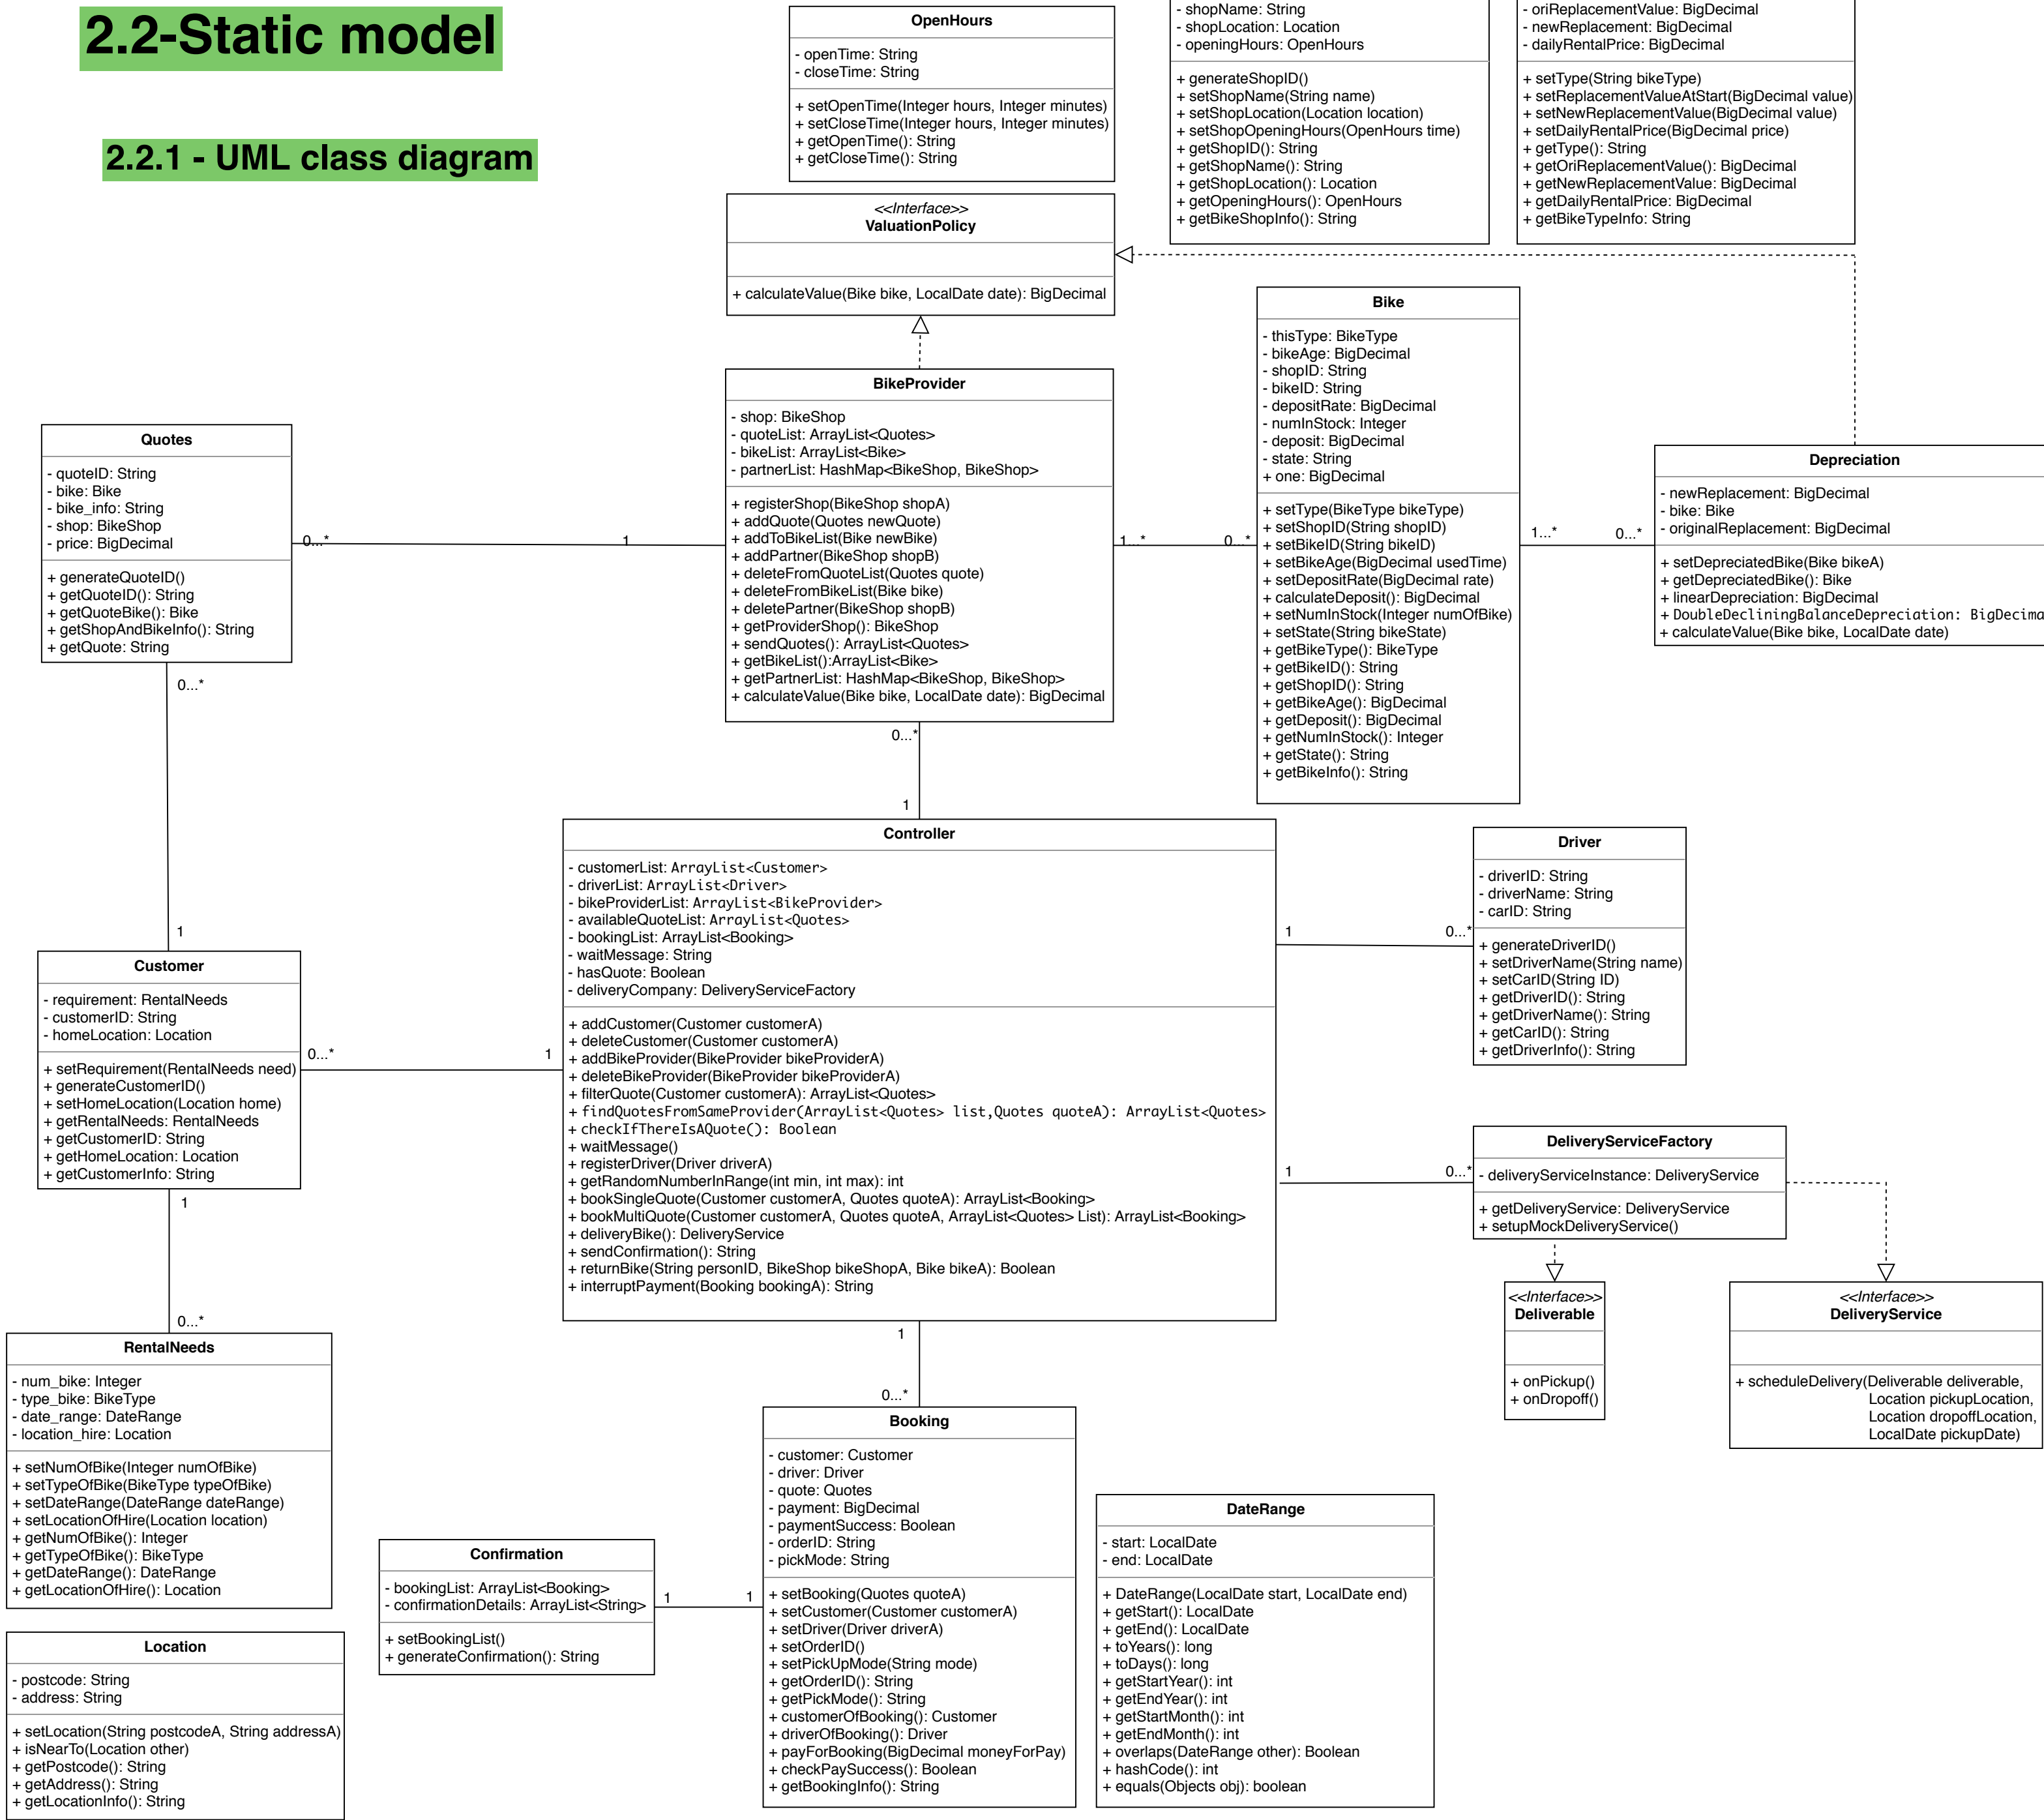 2.2-Static model
2.2.1 - UML class diagram
OpenHours
- openTime: String
- closeTime: String
+ setOpenTime(Integer hours, Integer minutes)
+ setCloseTime(Integer hours, Integer minutes)
+ getOpenTime(): String
+ getCloseTime(): String
- shopName: String
- shopLocation: Location
- openingHours: OpenHours
+ generateShopID()
+ setShopName(String name)
+ setShopLocation(Location location)
+ setShopOpeningHours(OpenHours time)
+ getShopID(): String
+ getShopName(): String
+ getShopLocation(): Location
+ getOpeningHours(): OpenHours
+ getBikeShopInfo(): String
- oriReplacementValue: BigDecimal
- newReplacement: BigDecimal
- dailyRentalPrice: BigDecimal
+ setType(String bikeType)
+ setReplacementValueAtStart(BigDecimal value)
+ setNewReplacementValue(BigDecimal value)
+ setDailyRentalPrice(BigDecimal price)
+ getType(): String
+ getOriReplacementValue(): BigDecimal
+ getNewReplacementValue: BigDecimal
+ getDailyRentalPrice: BigDecimal
+ getBikeTypeInfo: String
<<Interface>>
ValuationPolicy
+ calculateValue(Bike bike, LocalDate date): BigDecimal
Quotes
- quoteID: String
- bike: Bike
- bike_info: String
- shop: BikeShop
- price: BigDecimal
+ generateQuoteID()
+ getQuoteID(): String
+ getQuoteBike(): Bike
+ getShopAndBikeInfo(): String
+ getQuote: String
0...*
1
BikeProvider
- shop: BikeShop
- quoteList: ArrayList<Quotes>
- bikeList: ArrayList<Bike>
- partnerList: HashMap<BikeShop, BikeShop>
+ registerShop(BikeShop shopA)
+ addQuote(Quotes newQuote)
+ addToBikeList(Bike newBike)
+ addPartner(BikeShop shopB)
+ deleteFromQuoteList(Quotes quote)
+ deleteFromBikeList(Bike bike)
+ deletePartner(BikeShop shopB)
+ getProviderShop(): BikeShop
+ sendQuotes(): ArrayList<Quotes>
+ getBikeList():ArrayList<Bike>
+ getPartnerList: HashMap<BikeShop, BikeShop>
+ calculateValue(Bike bike, LocalDate date): BigDecimal
1...*
0...*
Bike
- thisType: BikeType
- bikeAge: BigDecimal
- shopID: String
- bikeID: String
- depositRate: BigDecimal
- numInStock: Integer
- deposit: BigDecimal
- state: String
+ one: BigDecimal
+ setType(BikeType bikeType)
+ setShopID(String shopID)
+ setBikeID(String bikeID)
+ setBikeAge(BigDecimal usedTime)
+ setDepositRate(BigDecimal rate)
+ calculateDeposit(): BigDecimal
+ setNumInStock(Integer numOfBike)
+ setState(String bikeState)
+ getBikeType(): BikeType
+ getBikeID(): String
+ getShopID(): String
+ getBikeAge(): BigDecimal
+ getDeposit(): BigDecimal
+ getNumInStock(): Integer
+ getState(): String
+ getBikeInfo(): String
1...*
0...*
Depreciation
- newReplacement: BigDecimal
- bike: Bike
- originalReplacement: BigDecimal
+ setDepreciatedBike(Bike bikeA)
+ getDepreciatedBike(): Bike
+ linearDepreciation: BigDecimal
+ DoubleDecliningBalanceDepreciation: BigDecima
+ calculateValue(Bike bike, LocalDate date)
0...*
1
0...*
1
Controller
- customerList: ArrayList<Customer>
- driverList: ArrayList<Driver>
- bikeProviderList: ArrayList<BikeProvider>
- availableQuoteList: ArrayList<Quotes>
- bookingList: ArrayList<Booking>
- waitMessage: String
- hasQuote: Boolean
- deliveryCompany: DeliveryServiceFactory
+ addCustomer(Customer customerA)
+ deleteCustomer(Customer customerA)
+ addBikeProvider(BikeProvider bikeProviderA)
+ deleteBikeProvider(BikeProvider bikeProviderA)
+ filterQuote(Customer customerA): ArrayList<Quotes>
+ findQuotesFromSameProvider(ArrayList<Quotes> list,Quotes quoteA): ArrayList<Quotes>
+ checkIfThereIsAQuote(): Boolean
+ waitMessage()
+ registerDriver(Driver driverA)
+ getRandomNumberInRange(int min, int max): int
+ bookSingleQuote(Customer customerA, Quotes quoteA): ArrayList<Booking>
+ bookMultiQuote(Customer customerA, Quotes quoteA, ArrayList<Quotes> List): ArrayList<Booking>
+ deliveryBike(): DeliveryService
+ sendConfirmation(): String
+ returnBike(String personID, BikeShop bikeShopA, Bike bikeA): Boolean
+ interruptPayment(Booking bookingA): String
1
0...*
Driver
- driverID: String
- driverName: String
- carID: String
+ generateDriverID()
+ setDriverName(String name)
+ setCarID(String ID)
+ getDriverID(): String
+ getDriverName(): String
+ getCarID(): String
+ getDriverInfo(): String
Customer
- requirement: RentalNeeds
- customerID: String
- homeLocation: Location
+ setRequirement(RentalNeeds need)
+ generateCustomerID()
+ setHomeLocation(Location home)
+ getRentalNeeds: RentalNeeds
+ getCustomerID: String
+ getHomeLocation: Location
+ getCustomerInfo: String
0...*
1
1
0...*
DeliveryServiceFactory
- deliveryServiceInstance: DeliveryService
+ getDeliveryService: DeliveryService
+ setupMockDeliveryService()
<<Interface>>
Deliverable
+ onPickup()
+ onDropoff()
<<Interface>>
DeliveryService
+ scheduleDelivery(Deliverable deliverable,
Location pickupLocation,
Location dropoffLocation,
LocalDate pickupDate)
1
0...*
RentalNeeds
- num_bike: Integer
- type_bike: BikeType
- date_range: DateRange
- location_hire: Location
+ setNumOfBike(Integer numOfBike)
+ setTypeOfBike(BikeType typeOfBike)
+ setDateRange(DateRange dateRange)
+ setLocationOfHire(Location location)
+ getNumOfBike(): Integer
+ getTypeOfBike(): BikeType
+ getDateRange(): DateRange
+ getLocationOfHire(): Location
1
0...*
Booking
- customer: Customer
- driver: Driver
- quote: Quotes
- payment: BigDecimal
- paymentSuccess: Boolean
- orderID: String
- pickMode: String
+ setBooking(Quotes quoteA)
+ setCustomer(Customer customerA)
+ setDriver(Driver driverA)
+ setOrderID()
+ setPickUpMode(String mode)
+ getOrderID(): String
+ getPickMode(): String
+ customerOfBooking(): Customer
+ driverOfBooking(): Driver
+ payForBooking(BigDecimal moneyForPay)
+ checkPaySuccess(): Boolean
+ getBookingInfo(): String
DateRange
- start: LocalDate
- end: LocalDate
+ DateRange(LocalDate start, LocalDate end)
+ getStart(): LocalDate
+ getEnd(): LocalDate
+ toYears(): long
+ toDays(): long
+ getStartYear(): int
+ getEndYear(): int
+ getStartMonth(): int
+ getEndMonth(): int
+ overlaps(DateRange other): Boolean
+ hashCode(): int
+ equals(Objects obj): boolean
Confirmation
- bookingList: ArrayList<Booking>
- confirmationDetails: ArrayList<String>
+ setBookingList()
+ generateConfirmation(): String
1
1
Location
- postcode: String
- address: String
+ setLocation(String postcodeA, String addressA)
+ isNearTo(Location other)
+ getPostcode(): String
+ getAddress(): String
+ getLocationInfo(): String